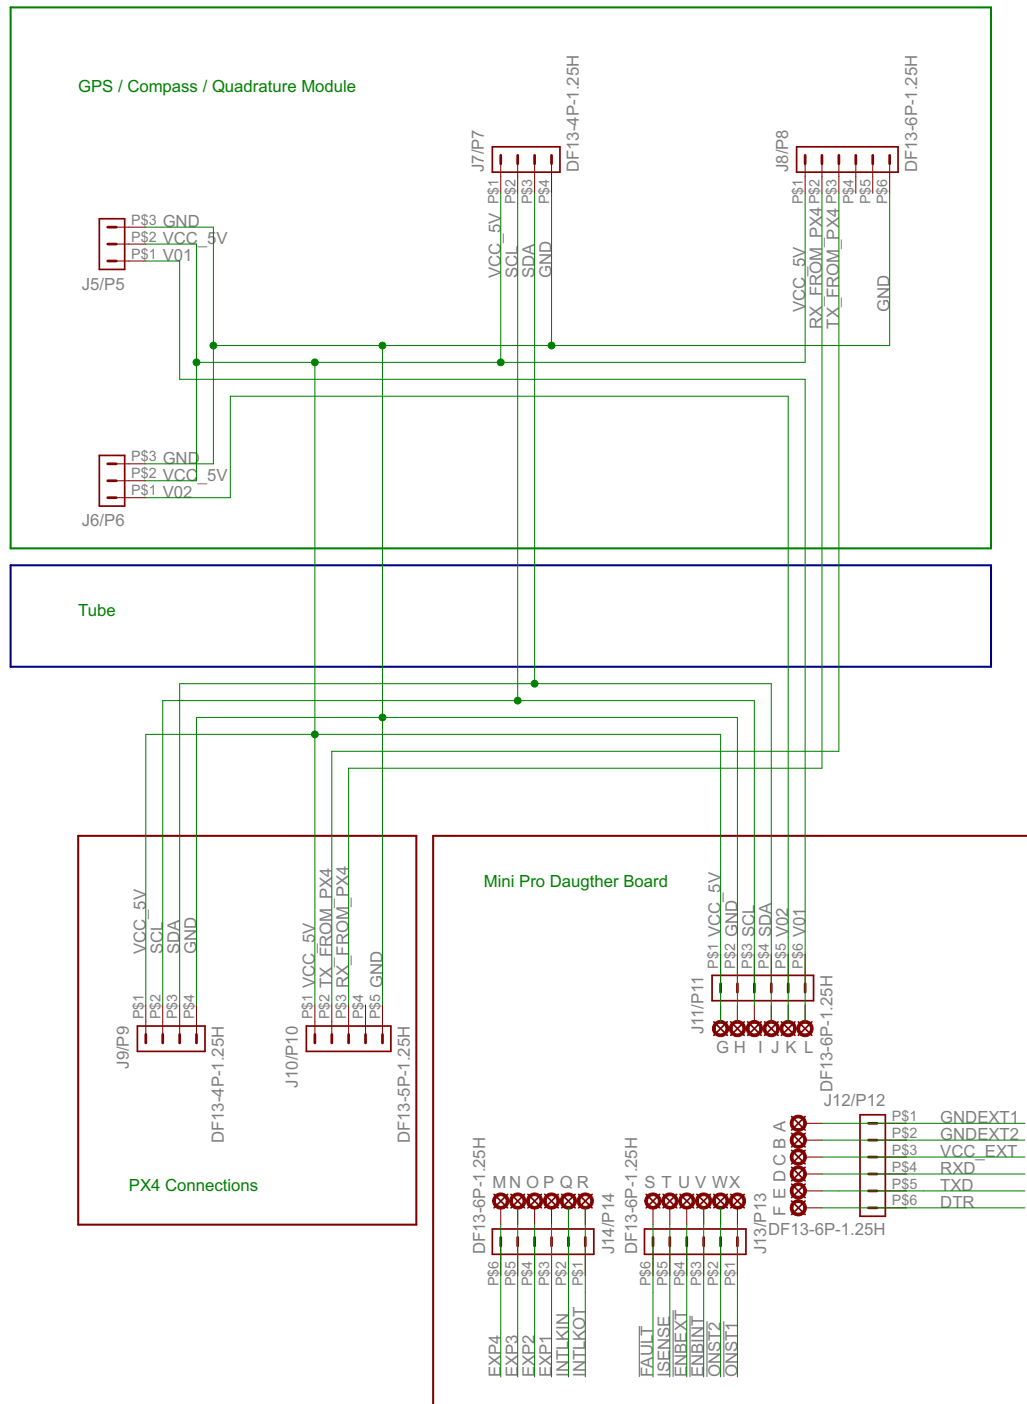 GPS / Compass / Quadrature Module
J7/P7
DF13-4P-1.25H
P$1
P$2
P$3
P$4
VCC_5V
SCL
SDA
GND
J8/P8
DF13-6P-1.25H
P$1
P$2
P$3
P$4
P$5
P$6
VCC_5V
RX_FROM_PX4
TX_FROM_PX4
GND
P$3 GND
P$2 VCC_5V
P$1 V01
J5/P5
P$3 GND
P$2 VCC_5V
P$1 V02
J6/P6
Tube
VCC_5V
SCL
SDA
GND
P$1
P$2
P$3
P$4
J9/P9
DF13-4P-1.25H
P$1 VCC_5V
P$2 TX_FROM_PX4
P$3 RX_FROM_PX4
P$4
P$5 GND
J10/P10
DF13-5P-1.25H
PX4 Connections
Mini Pro Daugther Board
P$1 VCC_5V
P$2 GND
P$3 SCL
P$4 SDA
P$5 V02
P$6 V01
J11/P11
DF13-6P-1.25H
G H I J K L
J12/P12
A P$1 GNDEXT1
B P$2 GNDEXT2
C P$3 VCC_EXT
D P$4 RXD
E P$5 TXD
F P$6 DTR
DF13-6P-1.25H
DF13-6P-1.25H
M N O P Q R
J14/P14
P$6
P$5
P$4
P$3
P$2
P$1
EXP4
EXP3
EXP2
EXP1
INTLKIN
INTLKOT
DF13-6P-1.25H
S T U V W X
J13/P13
P$6
P$5
P$4
P$3
P$2
P$1
FAULT
ISENSE
ENBEXT
ENBINT
ONST2
ONST1